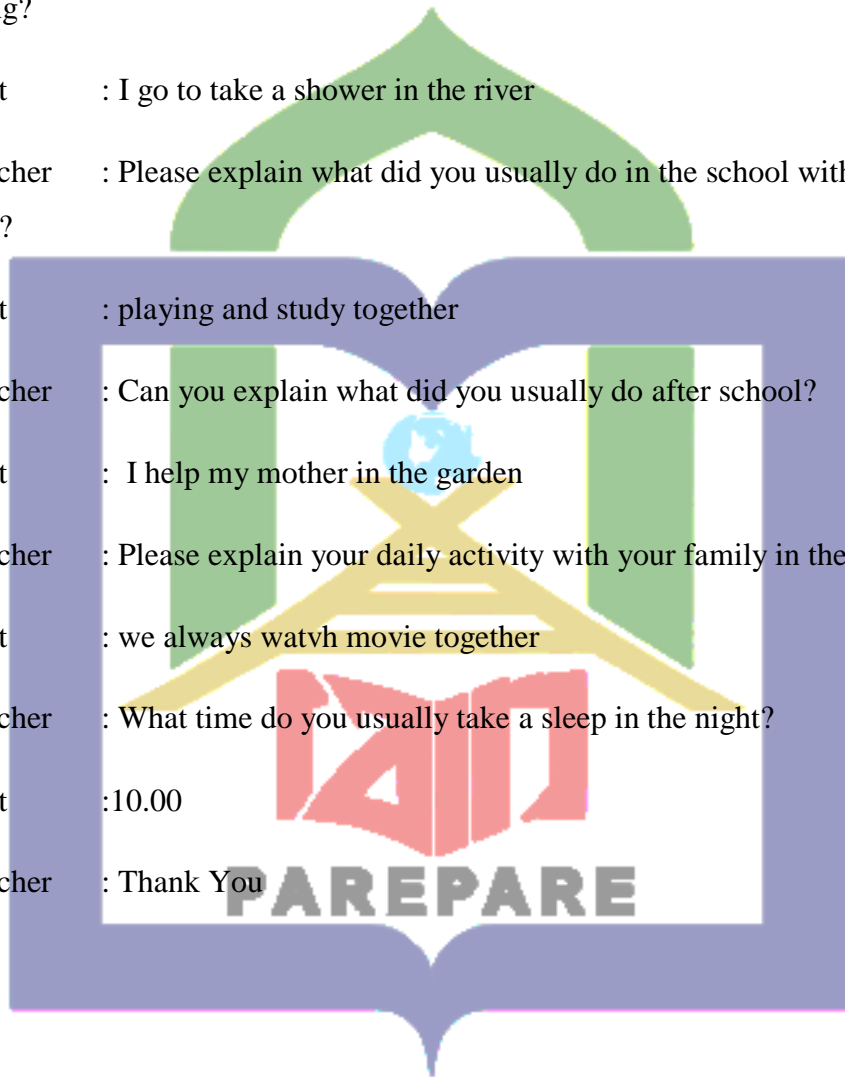 g?
t : I go to take a shower in the river
cher : Please explain what did you usually do in the school with
?
t : playing and study together
cher : Can you explain what did you usually do after school?
t : I help my mother in the garden
cher : Please explain your daily activity with your family in the
t : we always watvh movie together
cher : What time do you usually take a sleep in the night?
t :10.00
cher : Thank You
iain
PAREPARE